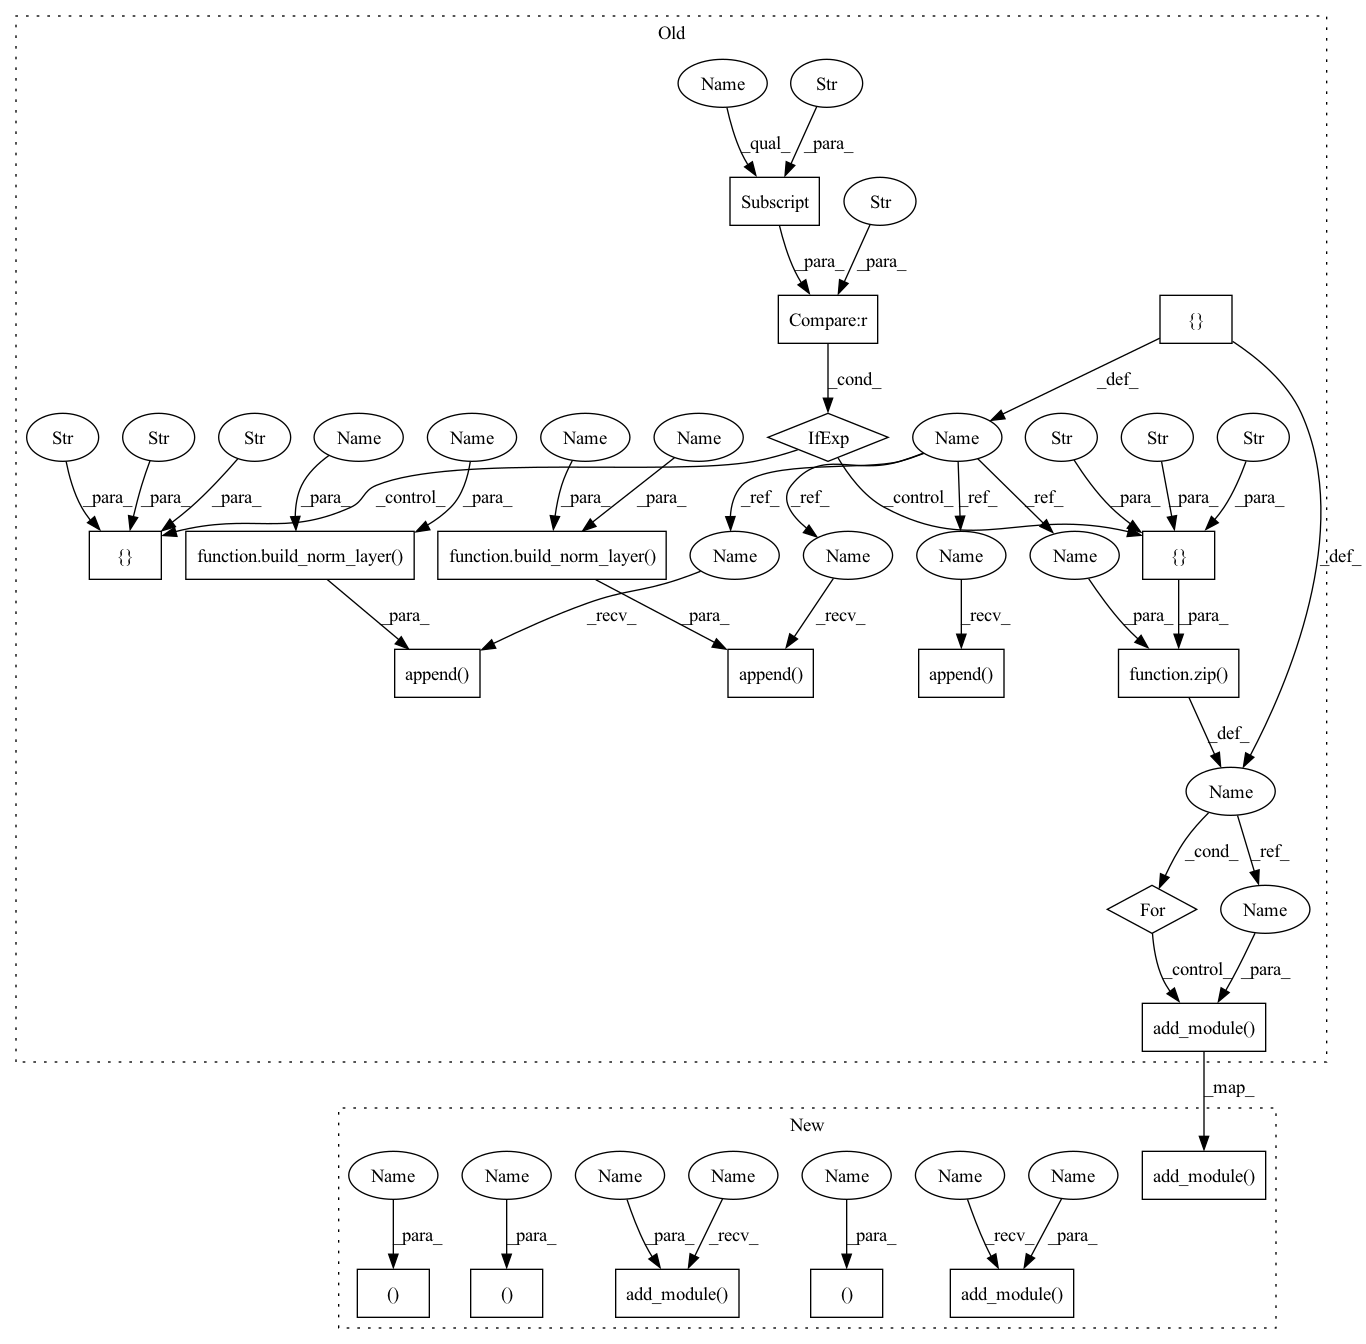 Old
Name Str
_qual_ _para_
Subscript Str
_para_ _para_
Compare:r {}
_cond_ _def_
Str Str Str Name Name Name Name IfExp Name Str Str Str
_para_ _para_ _para_ _para_ _control_ _para_ _para_ _para_ _ref_ _ref_ _control_ _ref_ _ref_ _para_ _para_ _para_
{} function.build_norm_layer() function.build_norm_layer() Name Name Name Name {} _def_
_para_ _recv_ _para_ _recv_ _recv_ _para_ _para_
append() append() append() function.zip()
_def_
Name
_cond_ _ref_
For Name
_control_ _para_
add_module()
_map_
New
Name Name Name Name Name Name Name add_module()
_para_ _para_ _para_ _recv_ _para_ _recv_ _para_
() () add_module() () add_module()